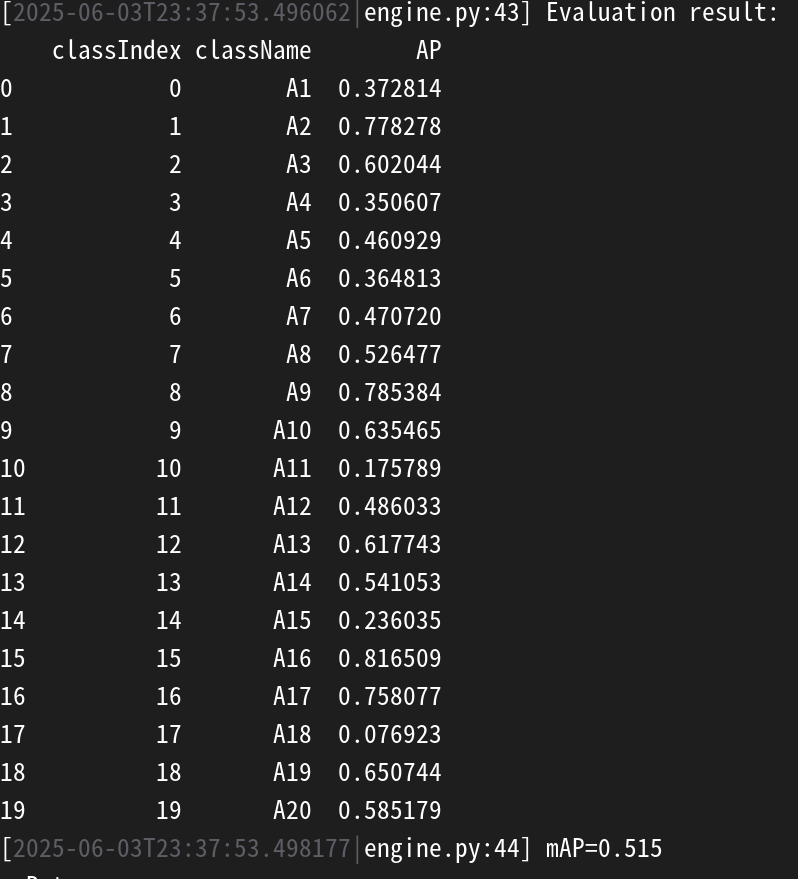 [2025-06-03T23:37:53.496062|engine.py:43] Evaluation result:
    classIndex className        AP
0            0        A1  0.372814
1            1        A2  0.778278
2            2        A3  0.602044
3            3        A4  0.350607
4            4        A5  0.460929
5            5        A6  0.364813
6            6        A7  0.470720
7            7        A8  0.526477
8            8        A9  0.785384
9            9       A10  0.635465
10          10       A11  0.175789
11          11       A12  0.486033
12          12       A13  0.617743
13          13       A14  0.541053
14          14       A15  0.236035
15          15       A16  0.816509
16          16       A17  0.758077
17          17       A18  0.076923
18          18       A19  0.650744
19          19       A20  0.585179
[2025-06-03T23:37:53.498177|engine.py:44] mAP=0.515